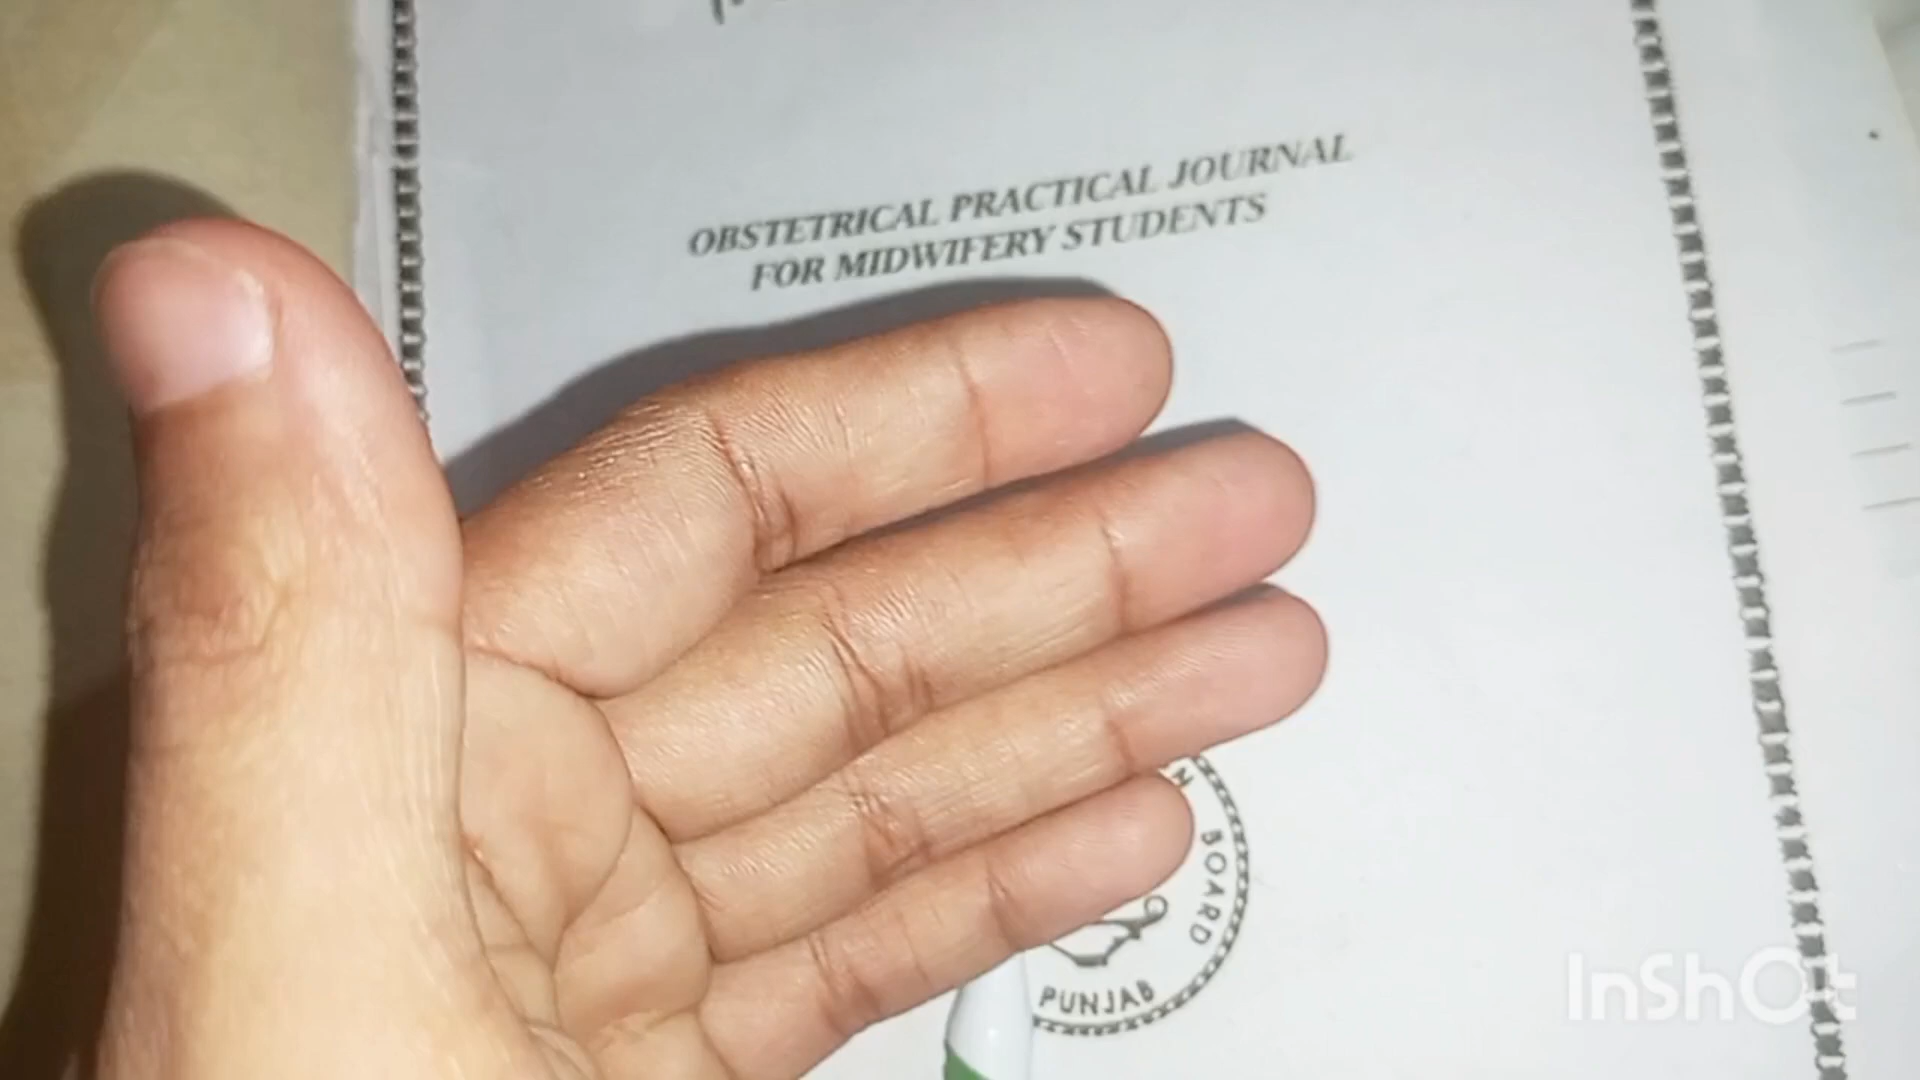 OBSTETRICAL PRACTICAL JOURNAL
FOR MIDWIFERY STUDENTS
BOARD
PUNJAB
InShOt